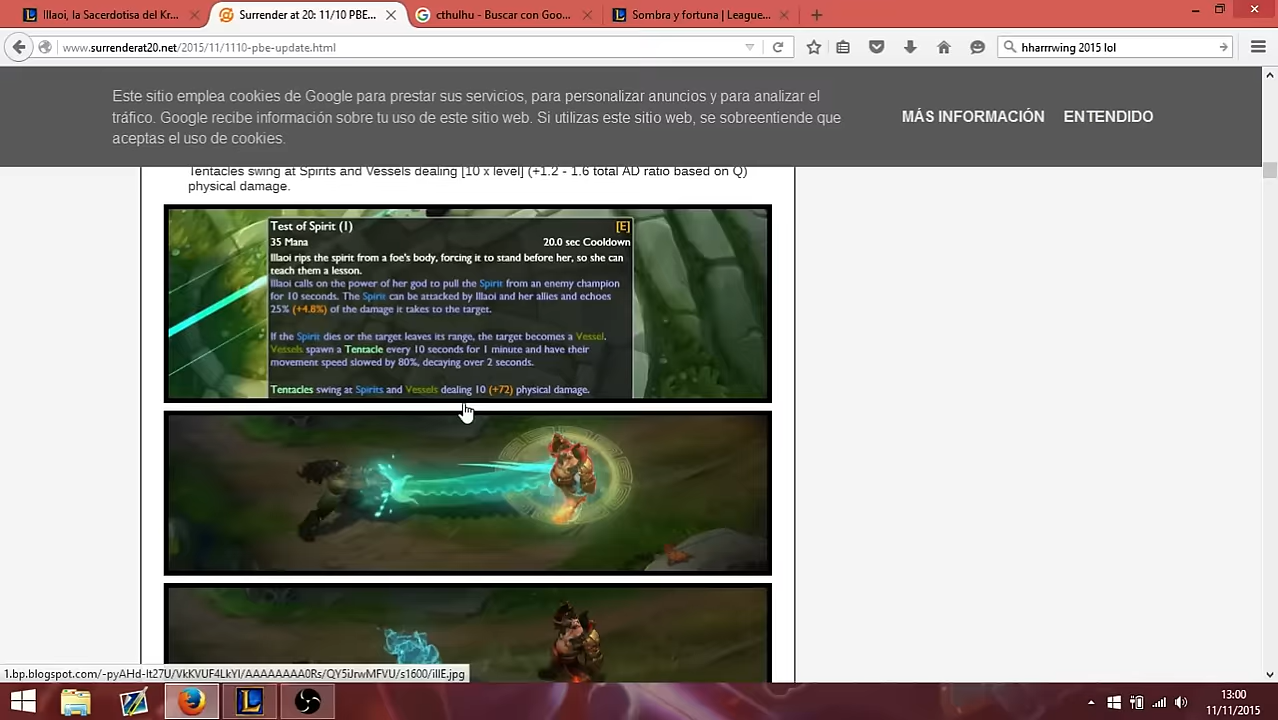 Illaoi, la Sacerdotisa del Kr...
Surrender at 20: 11/10 PBE...
cthulhu - Buscar con Goo...
Sombra y fortuna | League...
www.surrenderat20.net/2015/11/1110-pbe-update.html
hharrrwing 2015 lol
Este sitio emplea cookies de Google para prestar sus servicios, para personalizar anuncios y para analizar el
tráfico. Google recibe información sobre tu uso de este sitio web. Si utilizas este sitio web, se sobreentiende que
aceptas el uso de cookies.
MÁS INFORMACIÓN
ENTENDIDO
Tentacles swing at Spirits and Vessels dealing [10 x level] (+1.2 - 1.6 total AD ratio based on Q)
physical damage.
Test of Spirit (1) [E]
35 Mana 20.0 sec Cooldown
Illaoi rips the spirit from a foe's body, forcing it to stand before her, so she can
teach them a lesson.
Illaoi calls on the power of her god to pull the Spirit from an enemy champion
for 10 seconds. The Spirit can be attacked by Illaoi and her allies and echoes
25% (+4.8%) of the damage it takes to the target.
If the Spirit dies or the target leaves its range, the target becomes a Vessel.
Vessels spawn a Tentacle every 10 seconds for 1 minute and have their
movement speed slowed by 80%, decaying over 2 seconds.
Tentacles swing at Spirits and Vessels dealing 10 (+72) physical damage.
13:00
11/11/2015